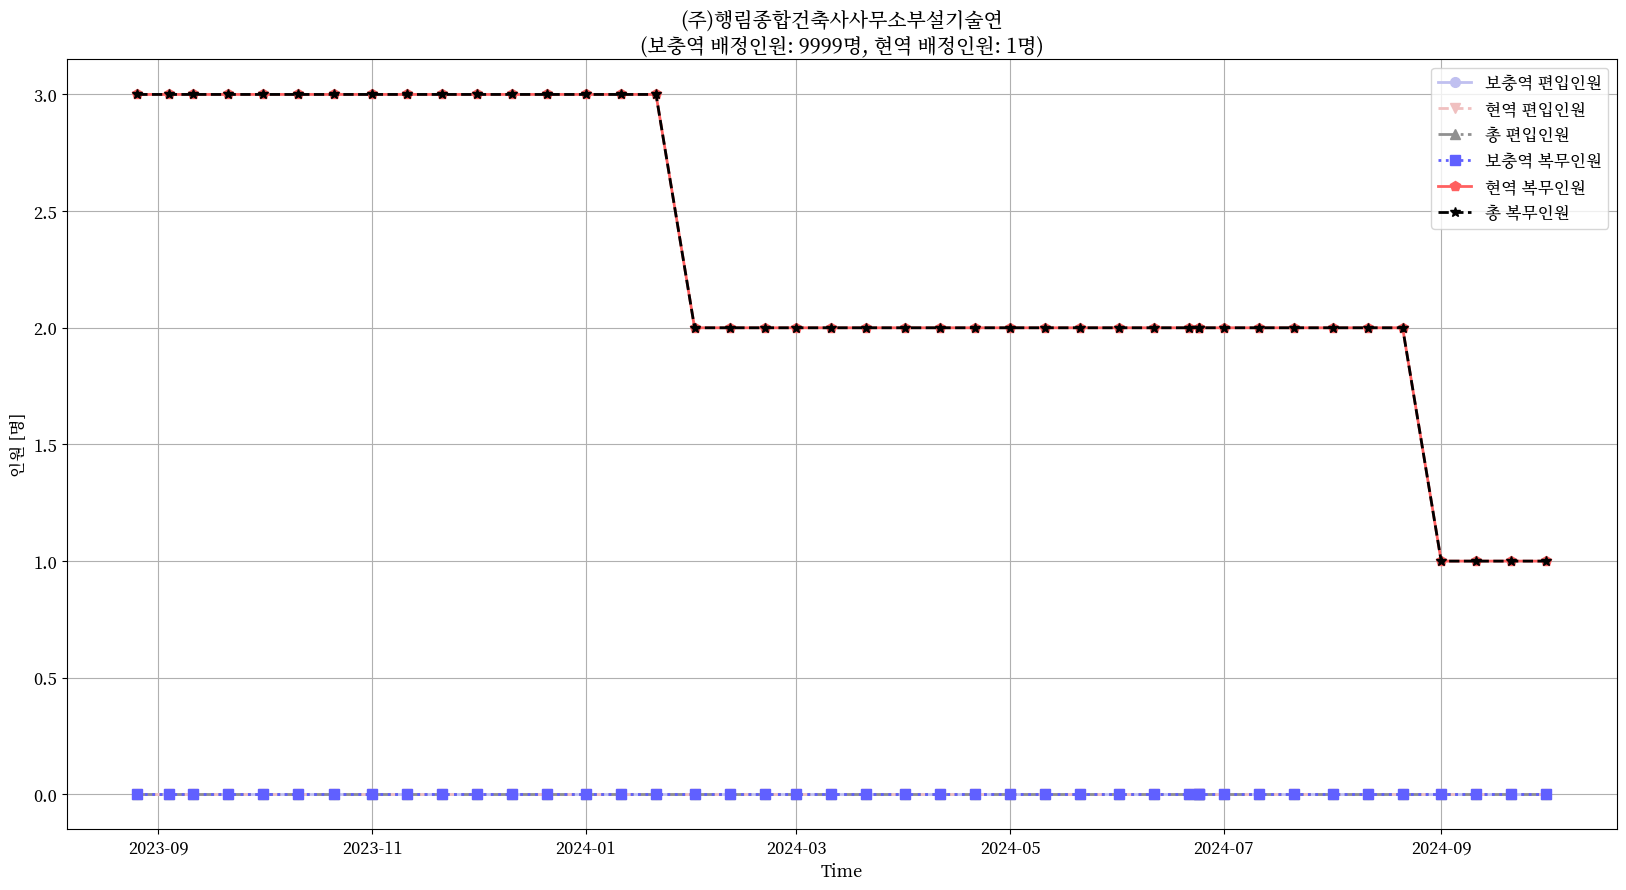 (주)행림종합건축사사무소부설기술연
(보충역 배정인원: 9999명, 현역 배정인원: 1명)
보충역 편입인원
현역 편입인원
총 편입인원
보충역 복무인원
현역 복무인원
총 복무인원
인원 [명]
3.0
2.5
2.0
1.5
1.0
0.5
0.0
2023-09
2023-11
2024-01
2024-03
2024-05
2024-07
2024-09
Time